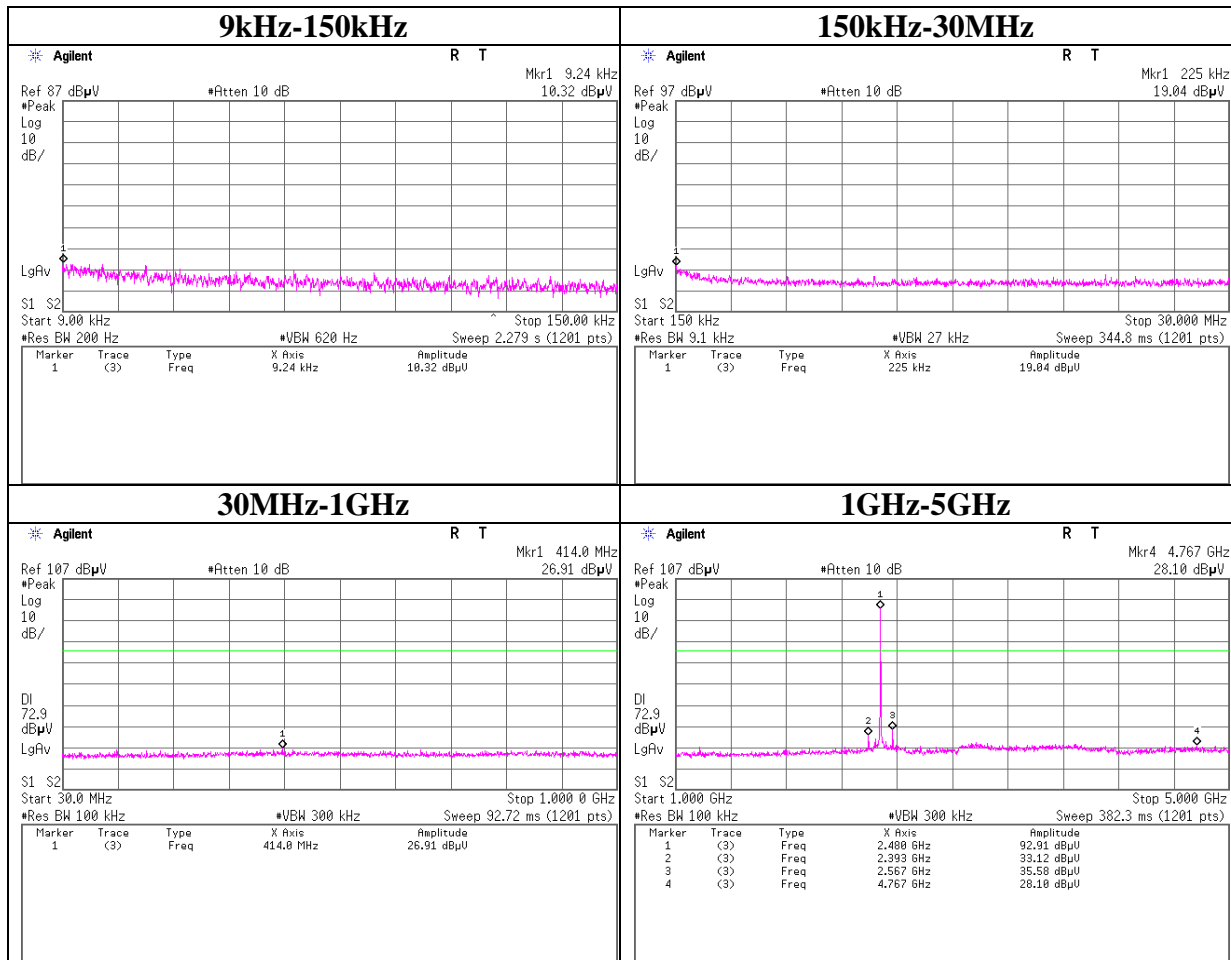 9kHz-150kHz
Agilent R T
Mkr1 9.24 kHz
Ref 87 dBµV #Atten 10 dB 10.32 dBµV
#Peak
Log
10
dB/
1
LgAv
S1 S2
Start 9.00 kHz ^ Stop 150.00 kHz
#Res BW 200 Hz #VBW 620 Hz Sweep 2.279 s (1201 pts)
Marker Trace Type X Axis Amplitude
1 (3) Freq 9.24 kHz 10.32 dBµV
150kHz-30MHz
Agilent R T
Mkr1 225 kHz
Ref 97 dBµV #Atten 10 dB 19.04 dBµV
#Peak
Log
10
dB/
1
LgAv
S1 S2
Start 150 kHz Stop 30.000 MHz
#Res BW 9.1 kHz #VBW 27 kHz Sweep 344.8 ms (1201 pts)
Marker Trace Type X Axis Amplitude
1 (3) Freq 225 kHz 19.04 dBµV
30MHz-1GHz
Agilent R T
Mkr1 414.0 MHz
Ref 107 dBµV #Atten 10 dB 26.91 dBµV
#Peak
Log
10
dB/
DI
72.9
dBµV
1
LgAv
S1 S2
Start 30.0 MHz Stop 1.000 0 GHz
#Res BW 100 kHz #VBW 300 kHz Sweep 92.72 ms (1201 pts)
Marker Trace Type X Axis Amplitude
1 (3) Freq 414.0 MHz 26.91 dBµV
1GHz-5GHz
Agilent R T
Mkr4 4.767 GHz
Ref 107 dBµV #Atten 10 dB 28.10 dBµV
#Peak
1
Log
10
dB/
DI
72.9
2 3
dBµV
4
LgAv
S1 S2
Start 1.000 GHz Stop 5.000 GHz
#Res BW 100 kHz #VBW 300 kHz Sweep 382.3 ms (1201 pts)
Marker Trace Type X Axis Amplitude
1 (3) Freq 2.480 GHz 92.91 dBµV
2 (3) Freq 2.393 GHz 33.12 dBµV
3 (3) Freq 2.567 GHz 35.58 dBµV
4 (3) Freq 4.767 GHz 28.10 dBµV